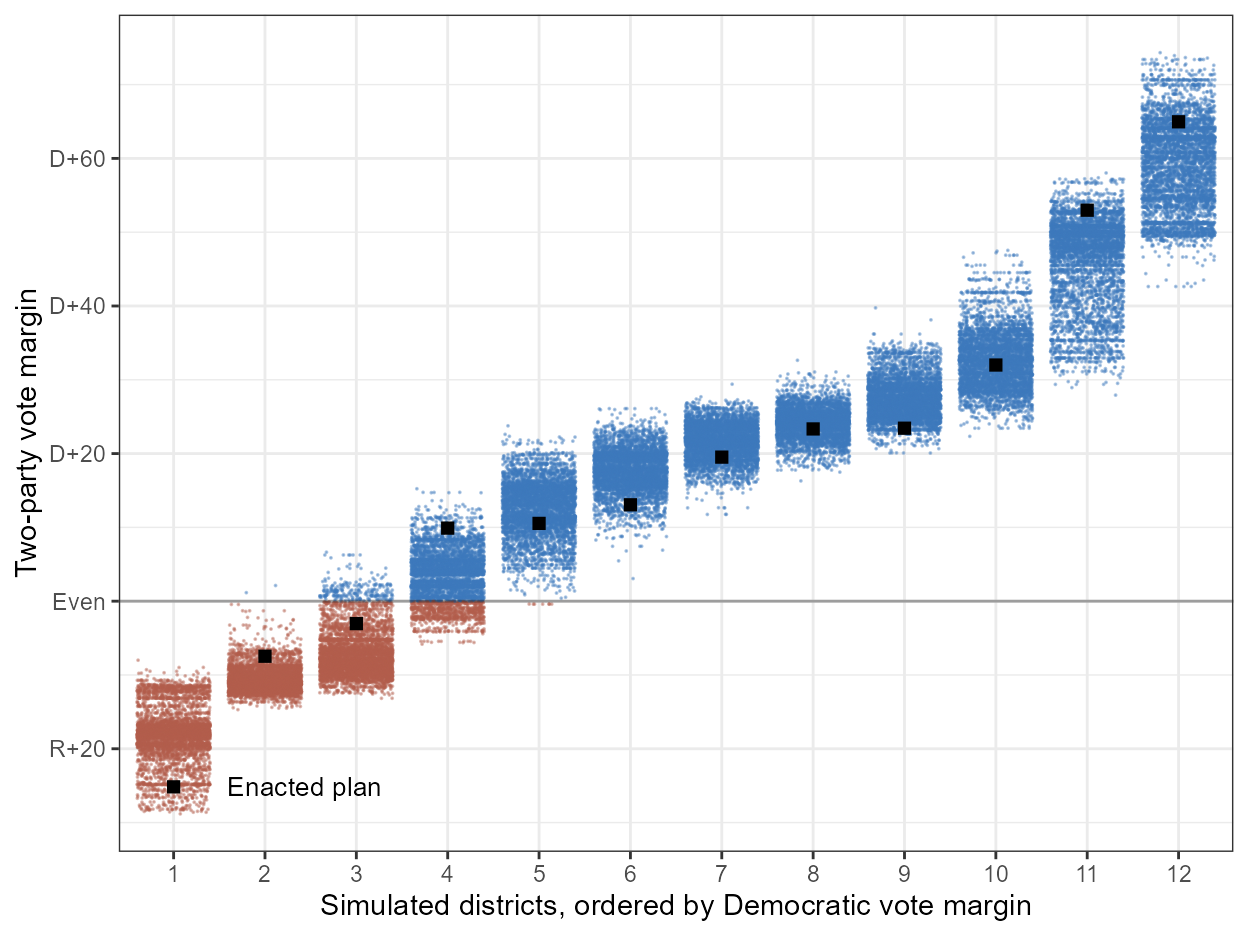 Two-party vote margin
D+60
D+40
D+20
Even
R+20
Enacted plan
1 2 3 4 5 6 7 8 9 10 11 12
Simulated districts, ordered by Democratic vote margin